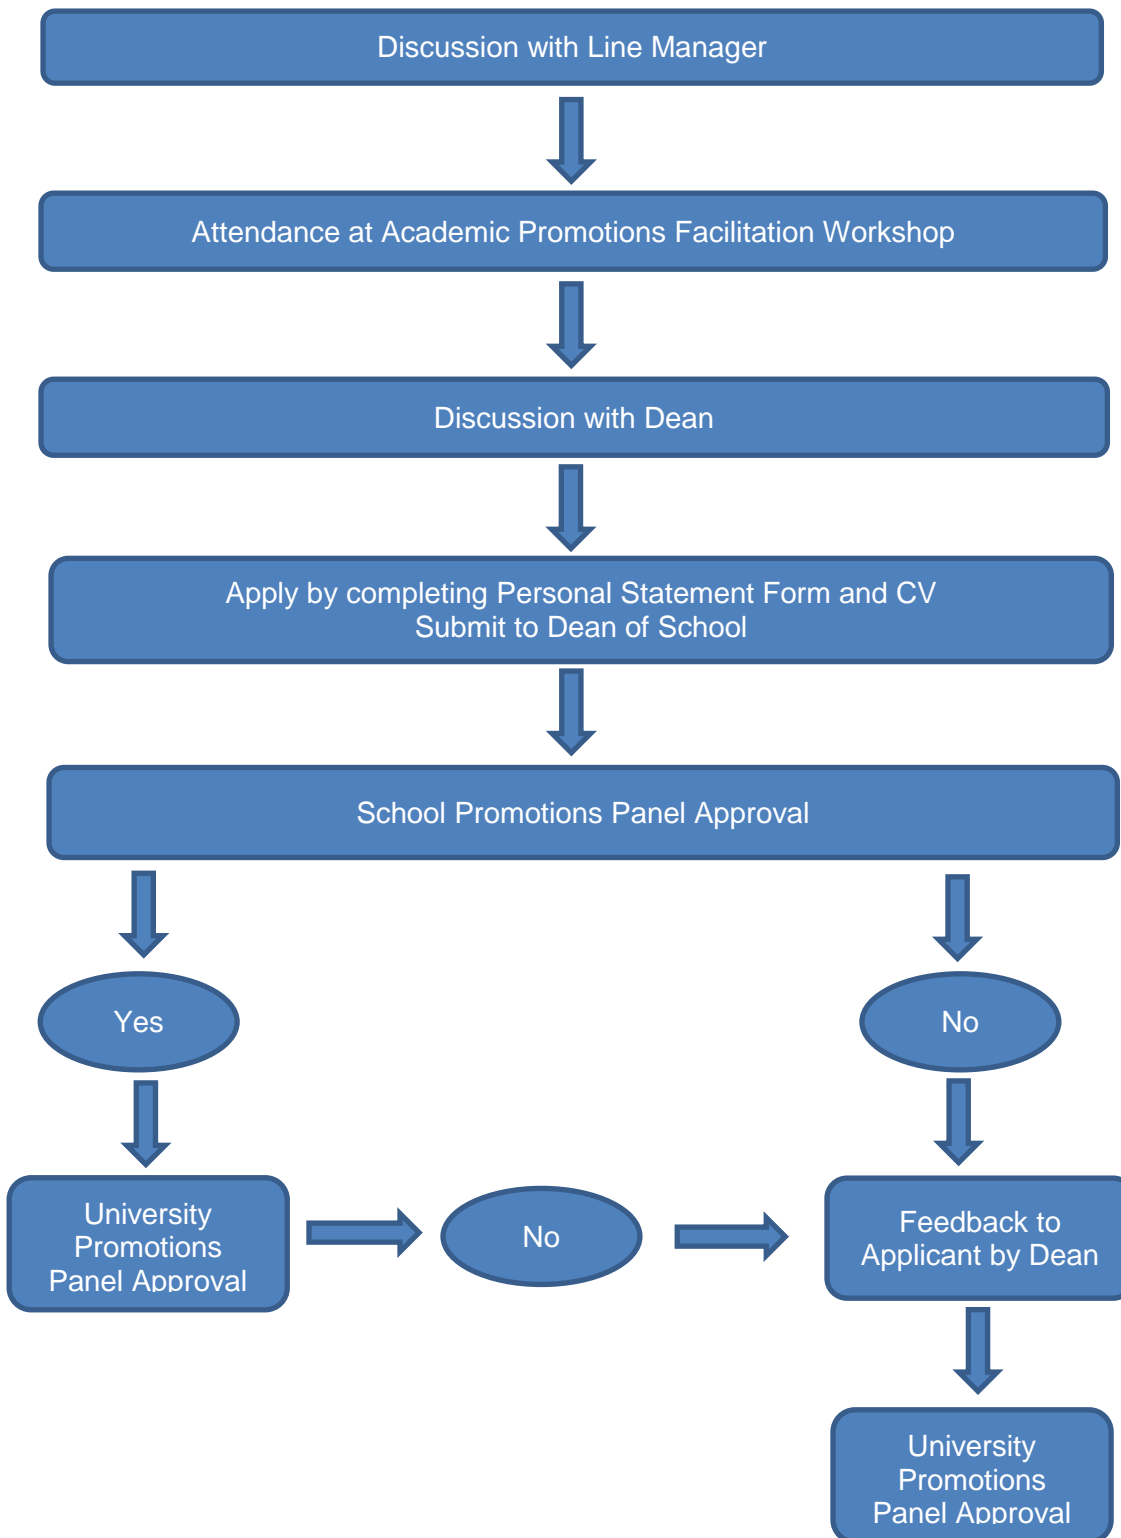 Discussion with Line Manager
Attendance at Academic Promotions Facilitation Workshop
Discussion with Dean
Apply by completing Personal Statement Form and CV
Submit to Dean of School
School Promotions Panel Approval
Yes
No
University
Promotions
Panel Approval
No
Feedback to
Applicant by Dean
University
Promotions
Panel Approval